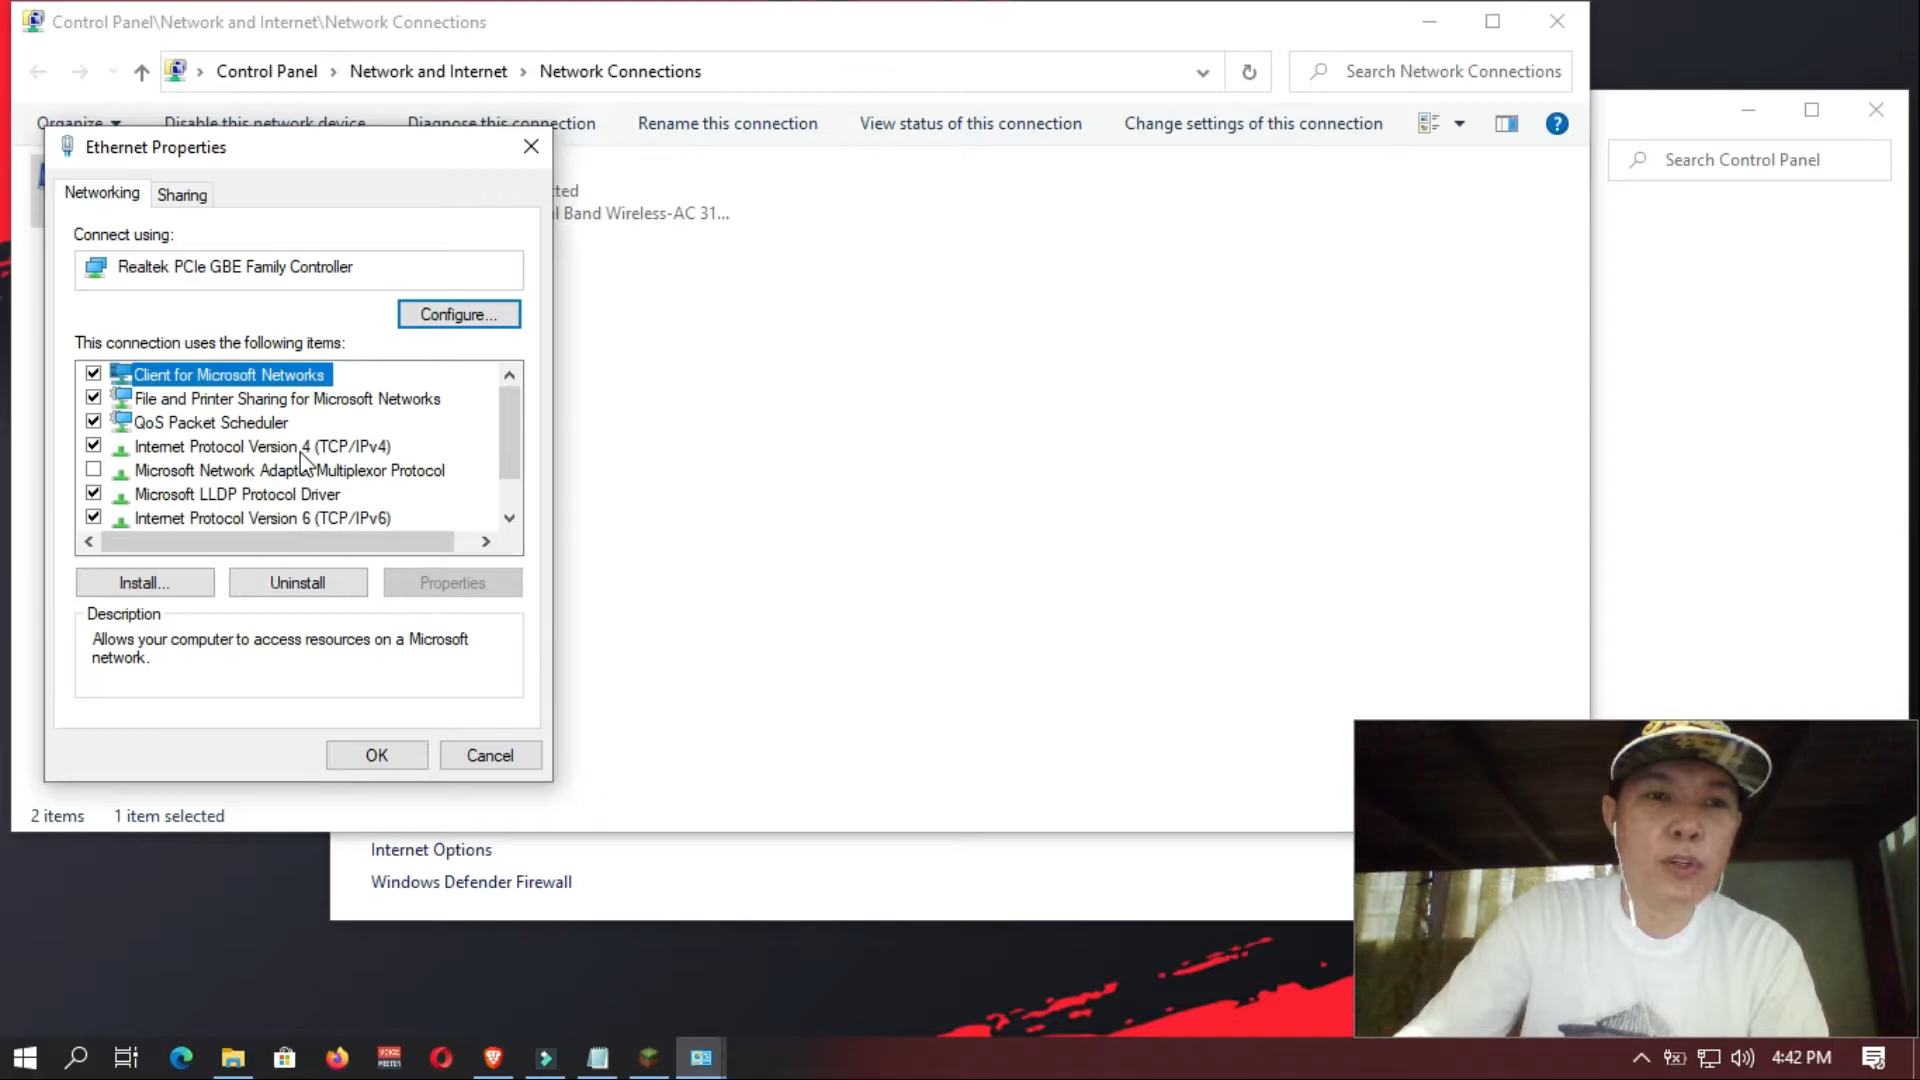 Control Panel\Network and Internet\Network Connections
Control Panel > Network and Internet > Network Connections
Search Network Connections
Organize Disable this network device Diagnose this connection Rename this connection View status of this connection Change settings of this connection
Search Control Panel
Ethernet Properties
Networking Sharing
Connect using:
Realtek PCIe GBE Family Controller
Configure...
This connection uses the following items:
Client for Microsoft Networks
File and Printer Sharing for Microsoft Networks
QoS Packet Scheduler
Internet Protocol Version 4 (TCP/IPv4)
Microsoft Network Adapter Multiplexor Protocol
Microsoft LLDP Protocol Driver
Internet Protocol Version 6 (TCP/IPv6)
Install... Uninstall Properties
Description
Allows your computer to access resources on a Microsoft
network.
OK Cancel
Band Wireless-AC 31...
2 items 1 item selected
Internet Options
Windows Defender Firewall
4:42 PM